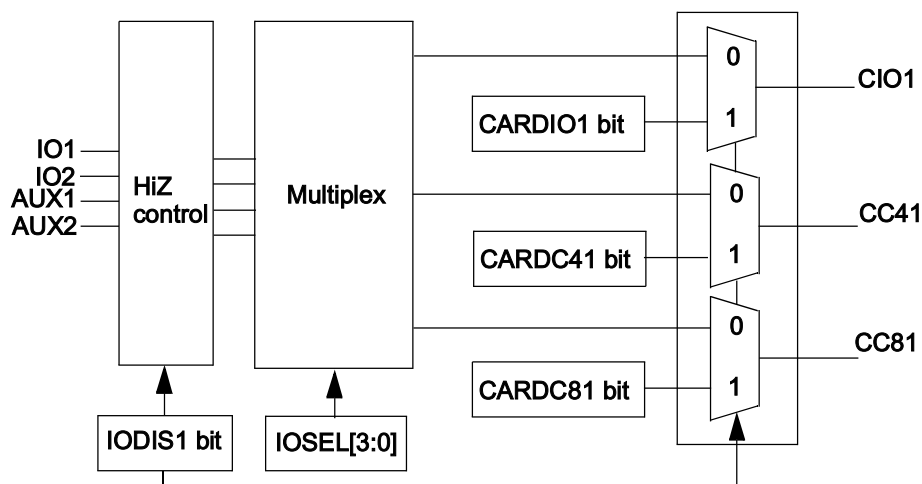 IO1
IO2
AUX1
AUX2
HiZ
control
Multiplex
IODIS1 bit
IOSEL[3:0]
0
CARDIO1 bit
1
CIO1
0
CARDC41 bit
1
CC41
0
CARDC81 bit
1
CC81